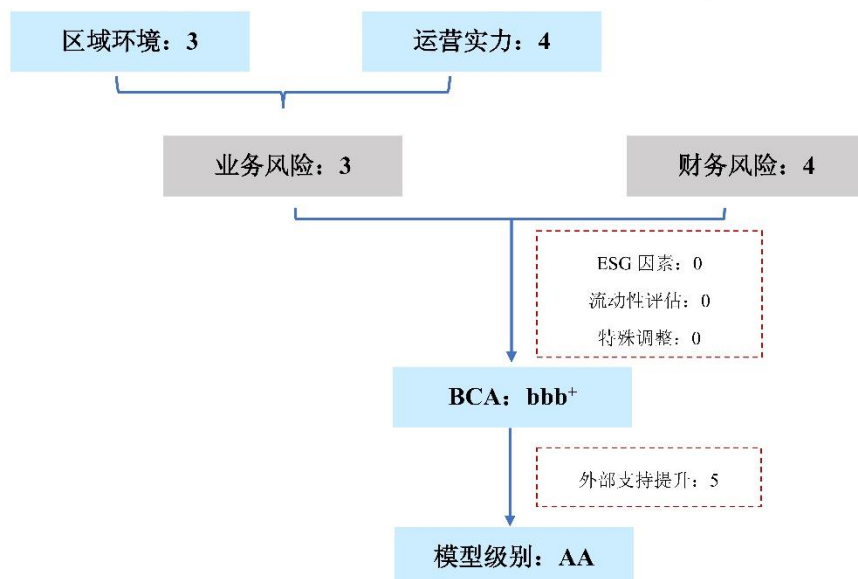 区域环境：3
运营实力：4
业务风险：3
财务风险：4
ESG 因素：0
流动性评估：0
特殊调整：0
BCA：bbb⁺
外部支持提升：5
模型级别：AA